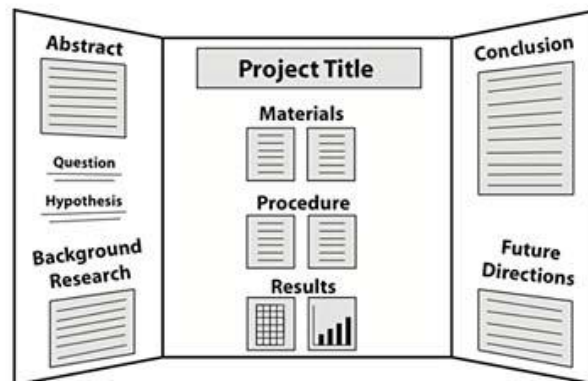 Abstract
Question
Hypothesis
Background
Research
Project Title
Materials
Procedure
Results
Conclusion
Future
Directions